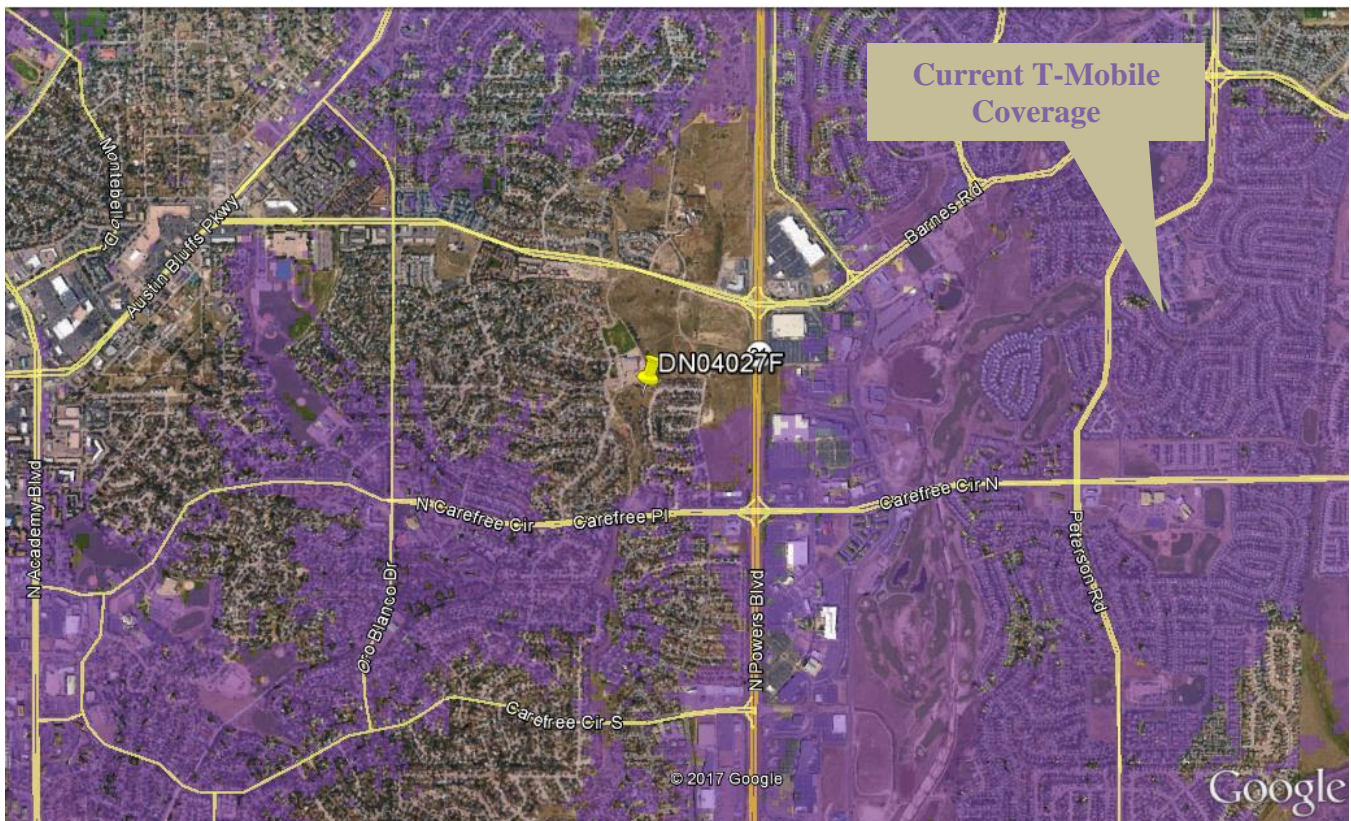 Current T-Mobile
Coverage
Montebello Dr
Austin Bluffs Pkwy
Barnes Rd
DN04027F
N Academy Blvd
N Carefree Cir
Carefree Pl
Carefree Cir N
Peterson Rd
Oro Blanco Dr
N Powers Blvd
Carefree Cir S
© 2017 Google
Google